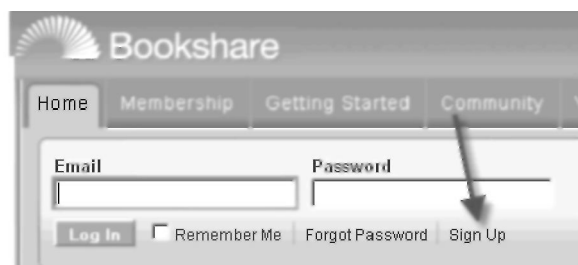 Bookshare
Home Membership Getting Started Community
Email Password
Log In Remember Me Forgot Password Sign Up